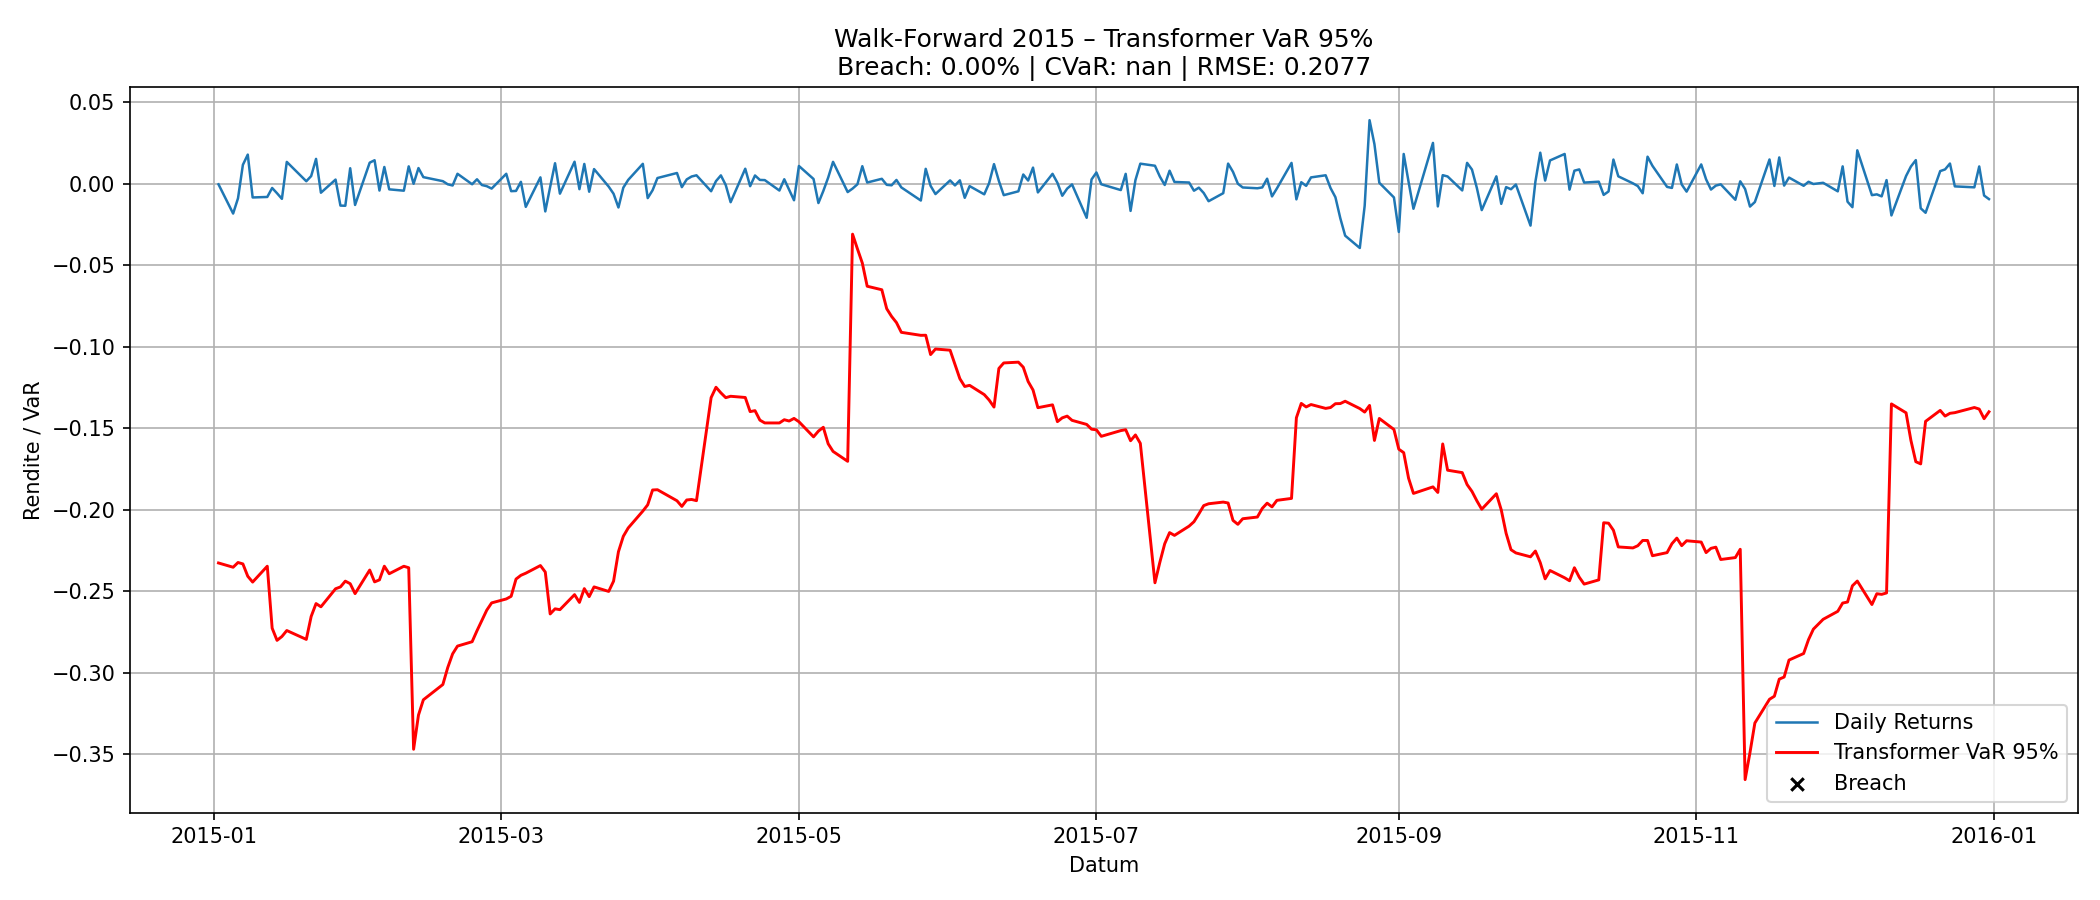 Walk-Forward 2015 – Transformer VaR 95%
Breach: 0.00% | CVaR: nan | RMSE: 0.2077
Rendite / VaR
0.05
0.00
−0.05
−0.10
−0.15
−0.20
−0.25
−0.30
−0.35
Daily Returns
Transformer VaR 95%
Breach
2015-01
2015-03
2015-05
2015-07
2015-09
2015-11
2016-01
Datum